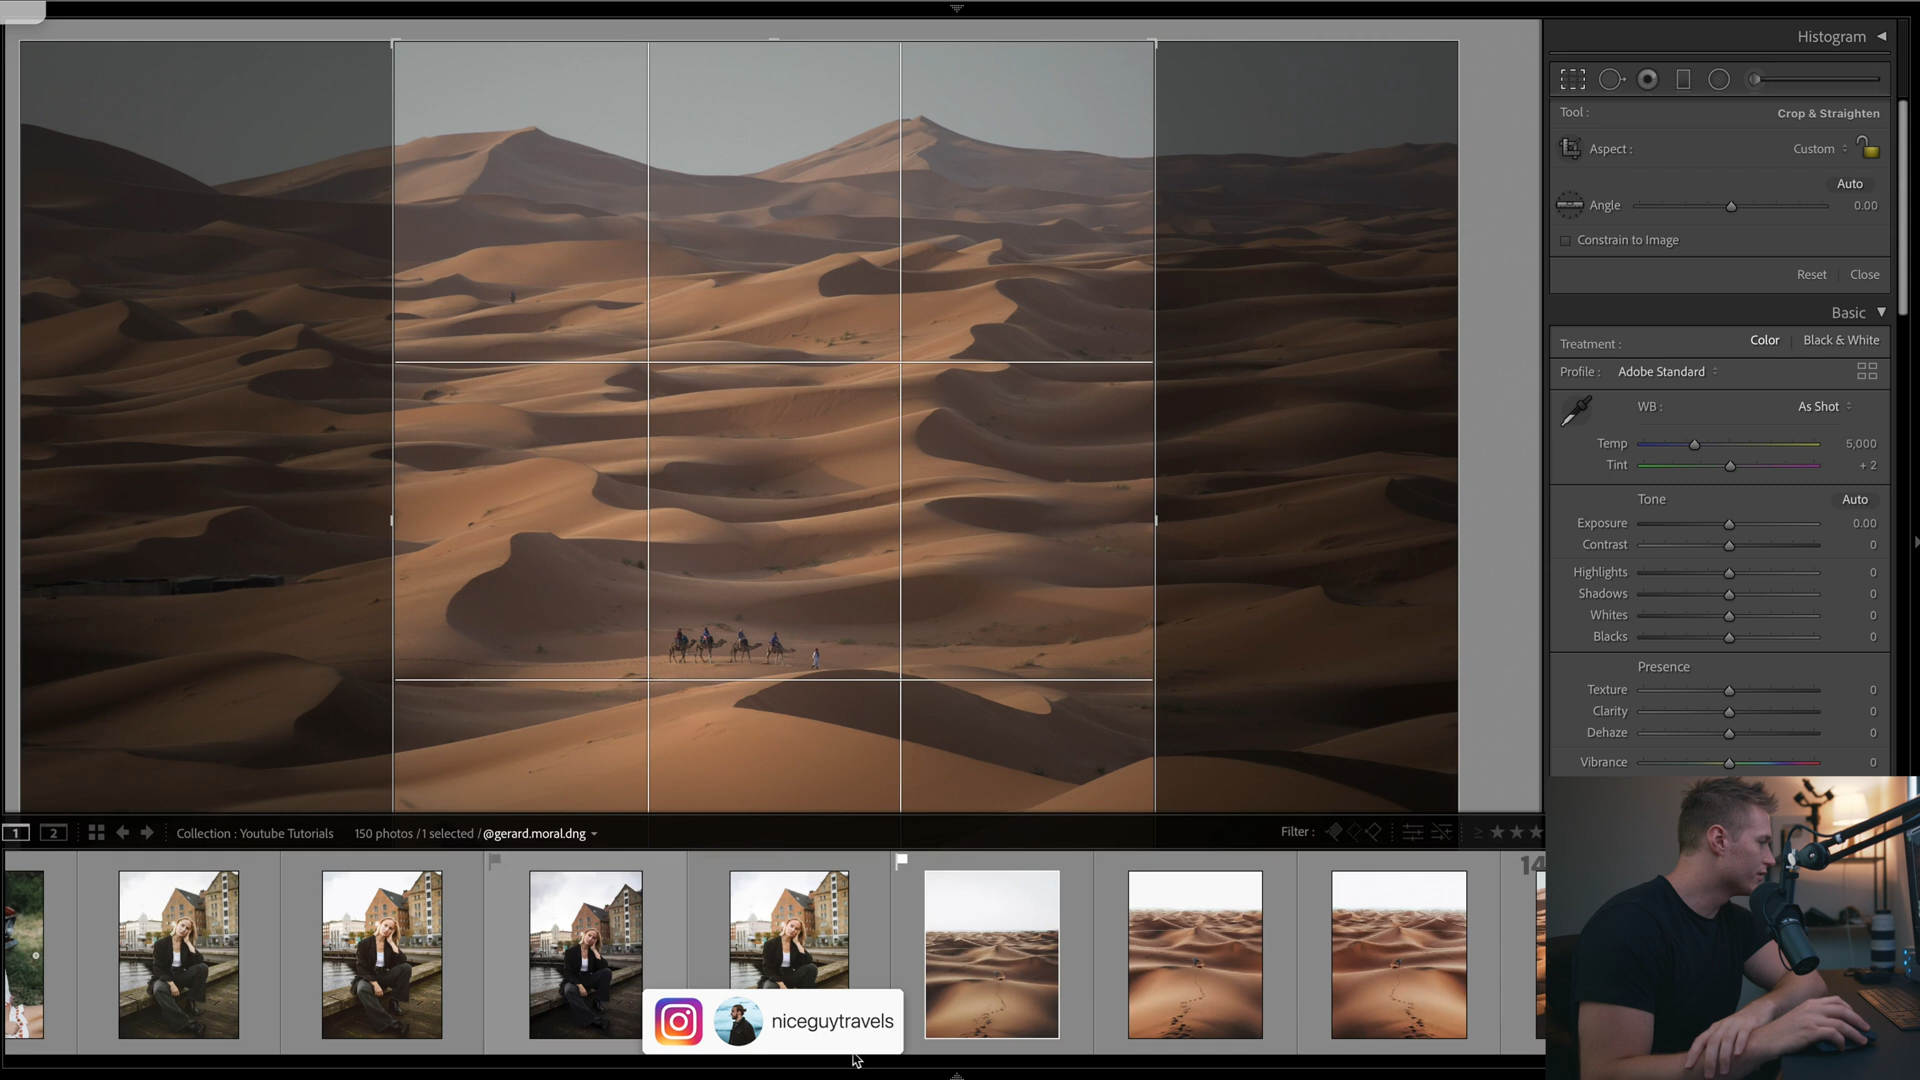 Histogram
Tool :
Crop & Straighten
Aspect :
Custom
Auto
Angle
0.00
Constrain to Image
Reset
Close
Basic
Treatment :
Color
Black & White
Profile :
Adobe Standard
WB :
As Shot
Temp
5,000
Tint
+ 2
Tone
Auto
Exposure
0.00
Contrast
0
Highlights
0
Shadows
0
Whites
0
Blacks
0
Presence
Texture
0
Clarity
0
Dehaze
0
Vibrance
0
1
2
Collection : Youtube Tutorials
150 photos / 1 selected / @gerard.moral.dng
Filter :
≥
14
niceguytravels